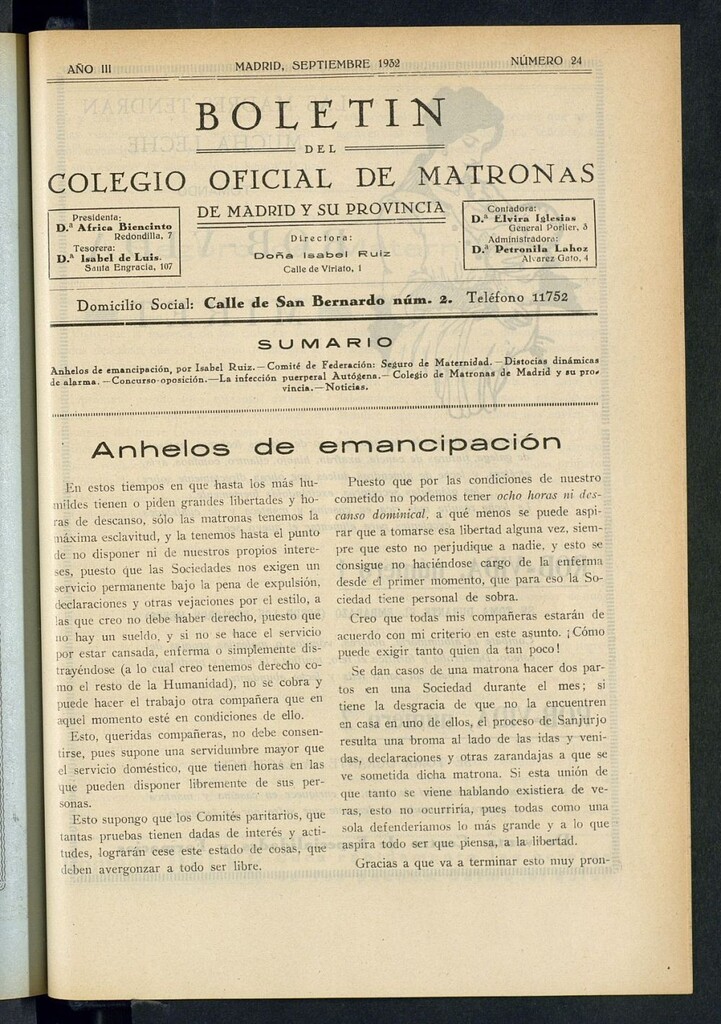 AÑO III
MADRID, SEPTIEMBRE 1932
NÚMERO 24
BOLETIN
DEL
COLEGIO OFICIAL DE MATRONAS
DE MADRID Y SU PROVINCIA
Presidenta:
D.ª Africa Biencinto
Redondilla, 7
Tesorera:
D.ª Isabel de Luis.
Santa Engracia, 107
Directora:
Doña Isabel Ruiz
Calle de Viriato, 1
Contadora:
D.ª Elvira Iglesias
General Porlier, 3
Administradora:
D.ª Petronila Lahoz
Alvarez Gato, 4
Domicilio Social: Calle de San Bernardo núm. 2. Teléfono 11752
SUMARIO
Anhelos de emancipación, por Isabel Ruiz.—Comité de Federación: Seguro de Maternidad.—Distocias dinámicas
de alarma.—Concurso-oposición.—La infección puerperal Autógena.—Colegio de Matronas de Madrid y su pro-
vincia.—Noticias.
Anhelos de emancipación
En estos tiempos en que hasta los más hu-
mildes tienen o piden grandes libertades y ho-
ras de descanso, sólo las matronas tenemos la
máxima esclavitud, y la tenemos hasta el punto
de no disponer ni de nuestros propios intere-
ses, puesto que las Sociedades nos exigen un
servicio permanente bajo la pena de expulsión,
declaraciones y otras vejaciones por el estilo, a
las que creo no debe haber derecho, puesto que
no hay un sueldo, y si no se hace el servicio
por estar cansada, enferma o simplemente dis-
trayéndose (a lo cual creo tenemos derecho co-
mo el resto de la Humanidad), no se cobra y
puede hacer el trabajo otra compañera que en
aquel momento esté en condiciones de ello.
Esto, queridas compañeras, no debe consen-
tirse, pues supone una servidumbre mayor que
el servicio doméstico, que tienen horas en las
que pueden disponer libremente de sus per-
sonas.
Esto supongo que los Comités paritarios, que
tantas pruebas tienen dadas de interés y acti-
tudes, lograrán cese este estado de cosas, que
deben avergonzar a todo ser libre.
Puesto que por las condiciones de nuestro
cometido no podemos tener ocho horas ni des-
canso dominical, a qué menos se puede aspi-
rar que a tomarse esa libertad alguna vez, siem-
pre que esto no perjudique a nadie, y esto se
consigue no haciéndose cargo de la enferma
desde el primer momento, que para eso la So-
ciedad tiene personal de sobra.
Creo que todas mis compañeras estarán de
acuerdo con mi criterio en este asunto. ¡Cómo
puede exigir tanto quien da tan poco!
Se dan casos de una matrona hacer dos par-
tos en una Sociedad durante el mes; si
tiene la desgracia de que no la encuentren
en casa en uno de ellos, el proceso de Sanjurjo
resulta una broma al lado de las idas y veni-
das, declaraciones y otras zarandajas a que se
ve sometida dicha matrona. Si esta unión de
que tanto se viene hablando existiera de ve-
ras, esto no ocurriría, pues todas como una
sola defenderíamos lo más grande y a lo que
aspira todo ser que piensa, a la libertad.
Gracias a que va a terminar esto muy pron-